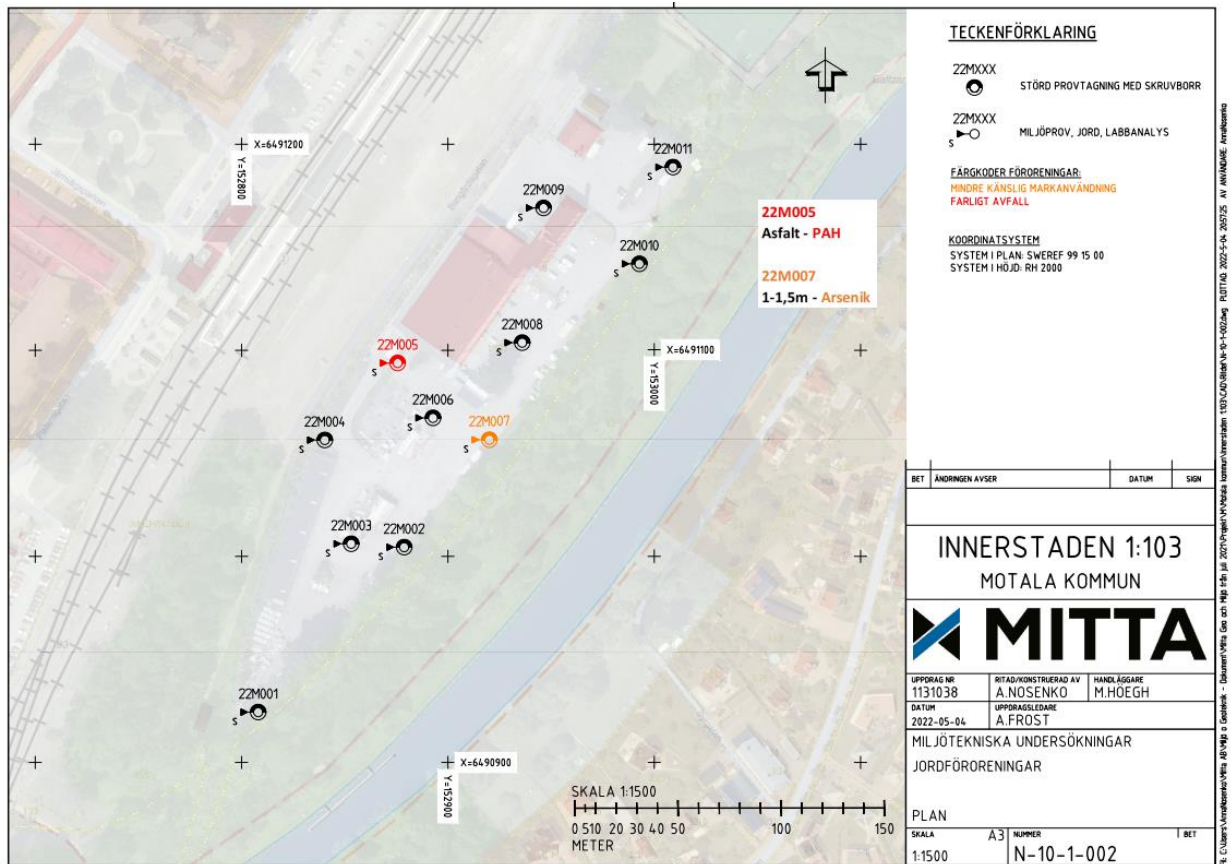 TECKENFÖRKLARING
22MXXX
STÖRD PROVTAGNING MED SKRUVBORR
22MXXX
S
MILJÖPROV, JORD, LABBANALYS
FÄRGKODER FÖRORENINGAR:
MINDRE KÄNSLIG MARKANVÄNDNING
FARLIGT AVFALL
KOORDINATSYSTEM
SYSTEM I PLAN: SWEREF 99 15 00
SYSTEM I HÖJD: RH 2000
X=6491200
Y=152800
22M011
S
22M009
S
22M010
S
22M005
Asfalt - PAH
22M007
1-1,5m - Arsenik
22M008
S
22M005
S
X=6491100
Y=153000
22M006
S
22M007
S
22M004
S
22M003
S
22M002
S
22M001
S
X=6490900
Y=152900
SKALA 1:1500
0 5 10 20 30 40 50 100 150
METER
BET ÄNDRINGEN AVSER DATUM SIGN
INNERSTADEN 1:103
MOTALA KOMMUN
MITTA
UPPDRAG NR RITAD/KONSTRUERAD AV HANDLÄGGARE
1131038 A.NOSENKO M.HÖEGH
DATUM UPPDRAGSLEDARE
2022-05-04 A.FROST
MILJÖTEKNISKA UNDERSÖKNINGAR
JORDFÖRORENINGAR
PLAN
SKALA A3 NUMMER BET
1:1500 N-10-1-002